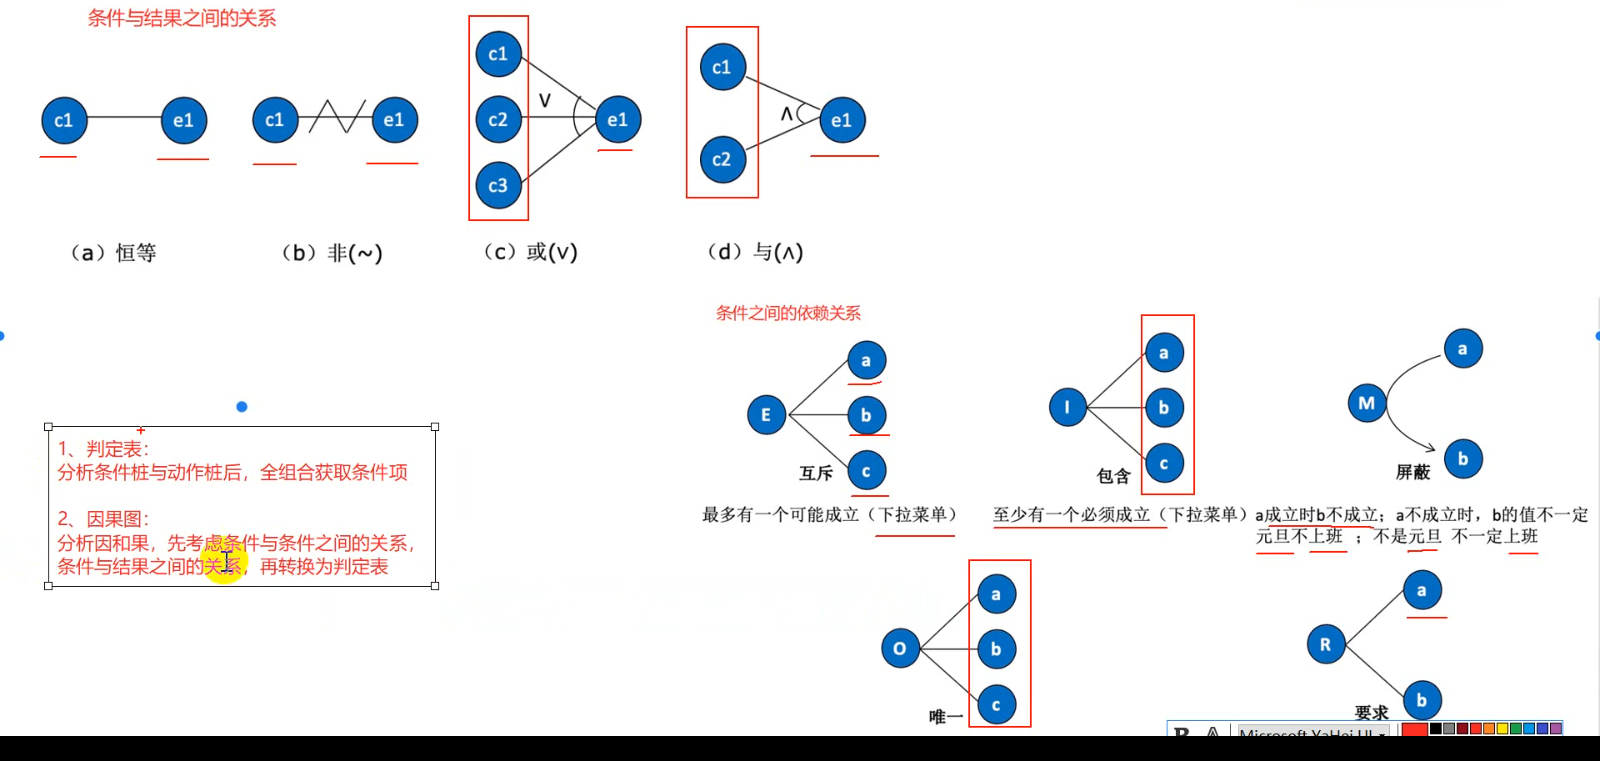 条件与结果之间的关系
c1
e1
c1
e1
c1
c2
c3
∨
e1
c1
c2
∧
e1
（a）恒等
（b）非(~)
（c）或(∨)
（d）与(∧)
条件之间的依赖关系
E
a
b
c
互斥
最多有一个可能成立（下拉菜单）
I
a
b
c
包含
至少有一个必须成立（下拉菜单）
M
a
b
屏蔽
a成立时b不成立；a不成立时，b的值不一定
元旦不上班 ；不是元旦 不一定上班
1、判定表：
分析条件桩与动作桩后，全组合获取条件项
2、因果图：
分析因和果，先考虑条件与条件之间的关系，
条件与结果之间的关系，再转换为判定表
O
a
b
c
唯一
R
a
b
要求
B A Microsoft YaHei UI